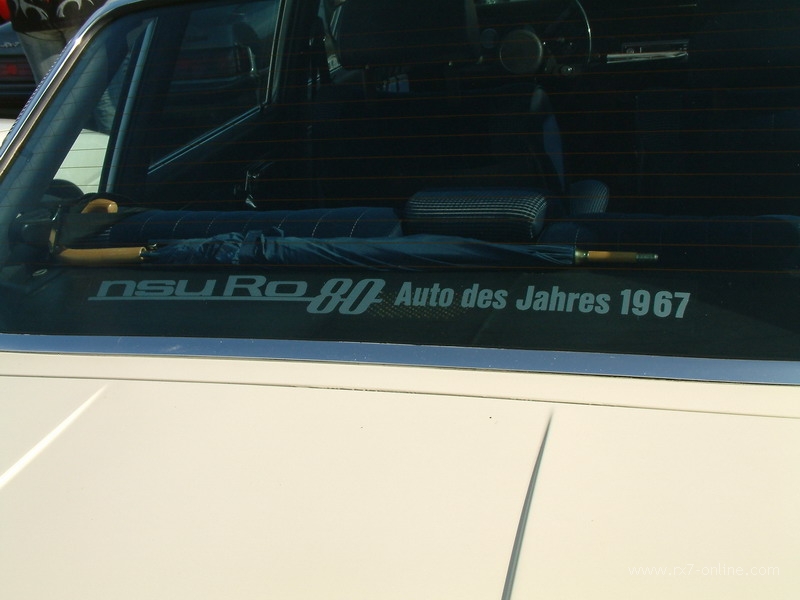 nsu Ro 80 Auto des Jahres 1967
www.rx7-online.com